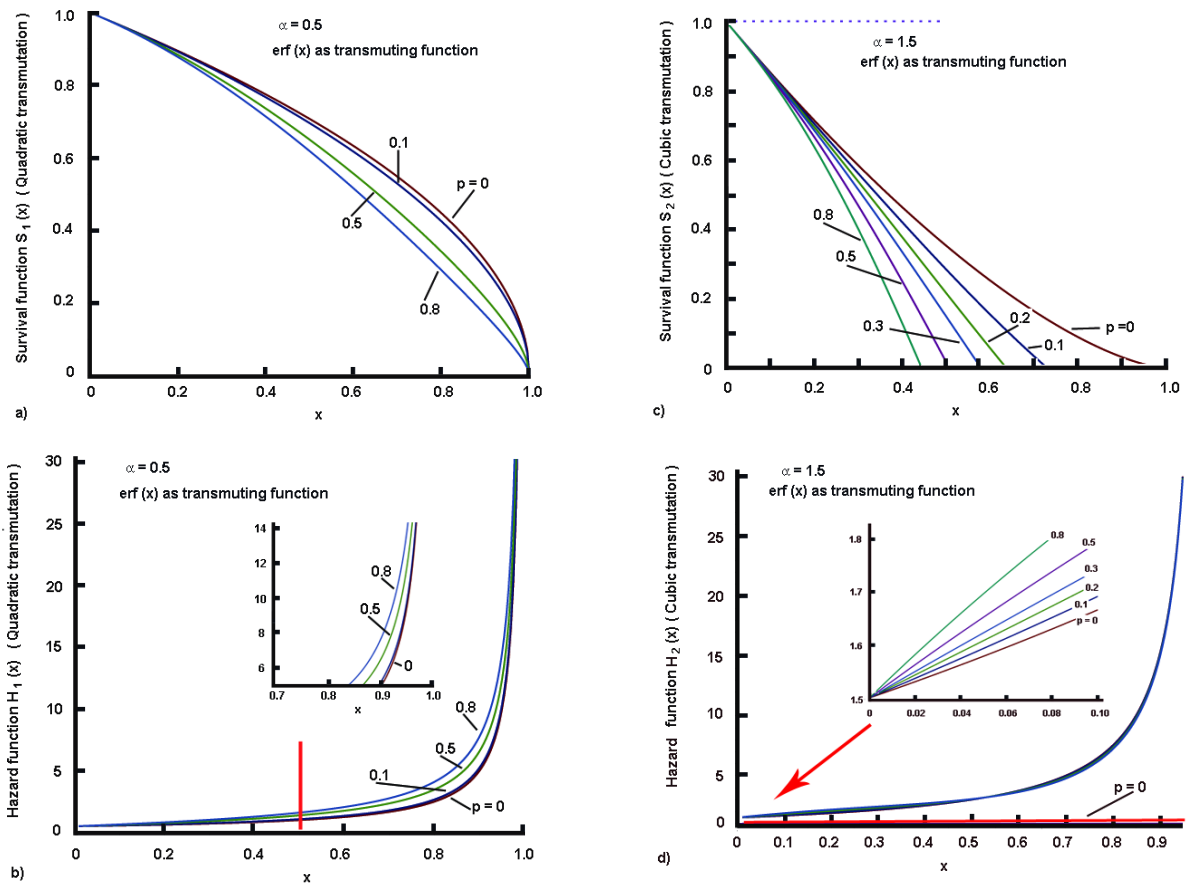 α = 0.5
erf (x) as transmuting function
Survival function S1 (x) ( Quadratic transmutation )
1.0
0.8
0.6
0.4
0.2
0
0.1
p = 0
0.5
0.8
0 0.2 0.4 0.6 0.8 1.0
x
a)
α = 1.5
erf (x) as transmuting function
Survival function S2 (x) ( Cubic transmutation )
1.0
0.8
0.6
0.4
0.2
0
0.8
0.5
0.3
0.2
0.1
p =0
0 0.2 0.4 0.6 0.8 1.0
x
c)
α = 0.5
erf (x) as transmuting function
Hazard function H1 (x) ( Quadratic transmutation )
30
25
20
15
10
5
0
14
12
10
8
6
0.8
0.5
0
0.7 0.8 0.9 1.0
x
0.8
0.5
0.1
p = 0
0 0.2 0.4 0.6 0.8 1.0
x
b)
α = 1.5
erf (x) as transmuting function
Hazard function H2 (x) ( Cubic transmutation )
30
25
20
15
10
5
0
1.8
1.7
1.6
1.5
0.8
0.5
0.3
0.2
0.1
p = 0
0 0.02 0.04 0.06 0.08 0.10
p = 0
0 0.1 0.2 0.3 0.4 0.5 0.6 0.7 0.8 0.9
x
d)